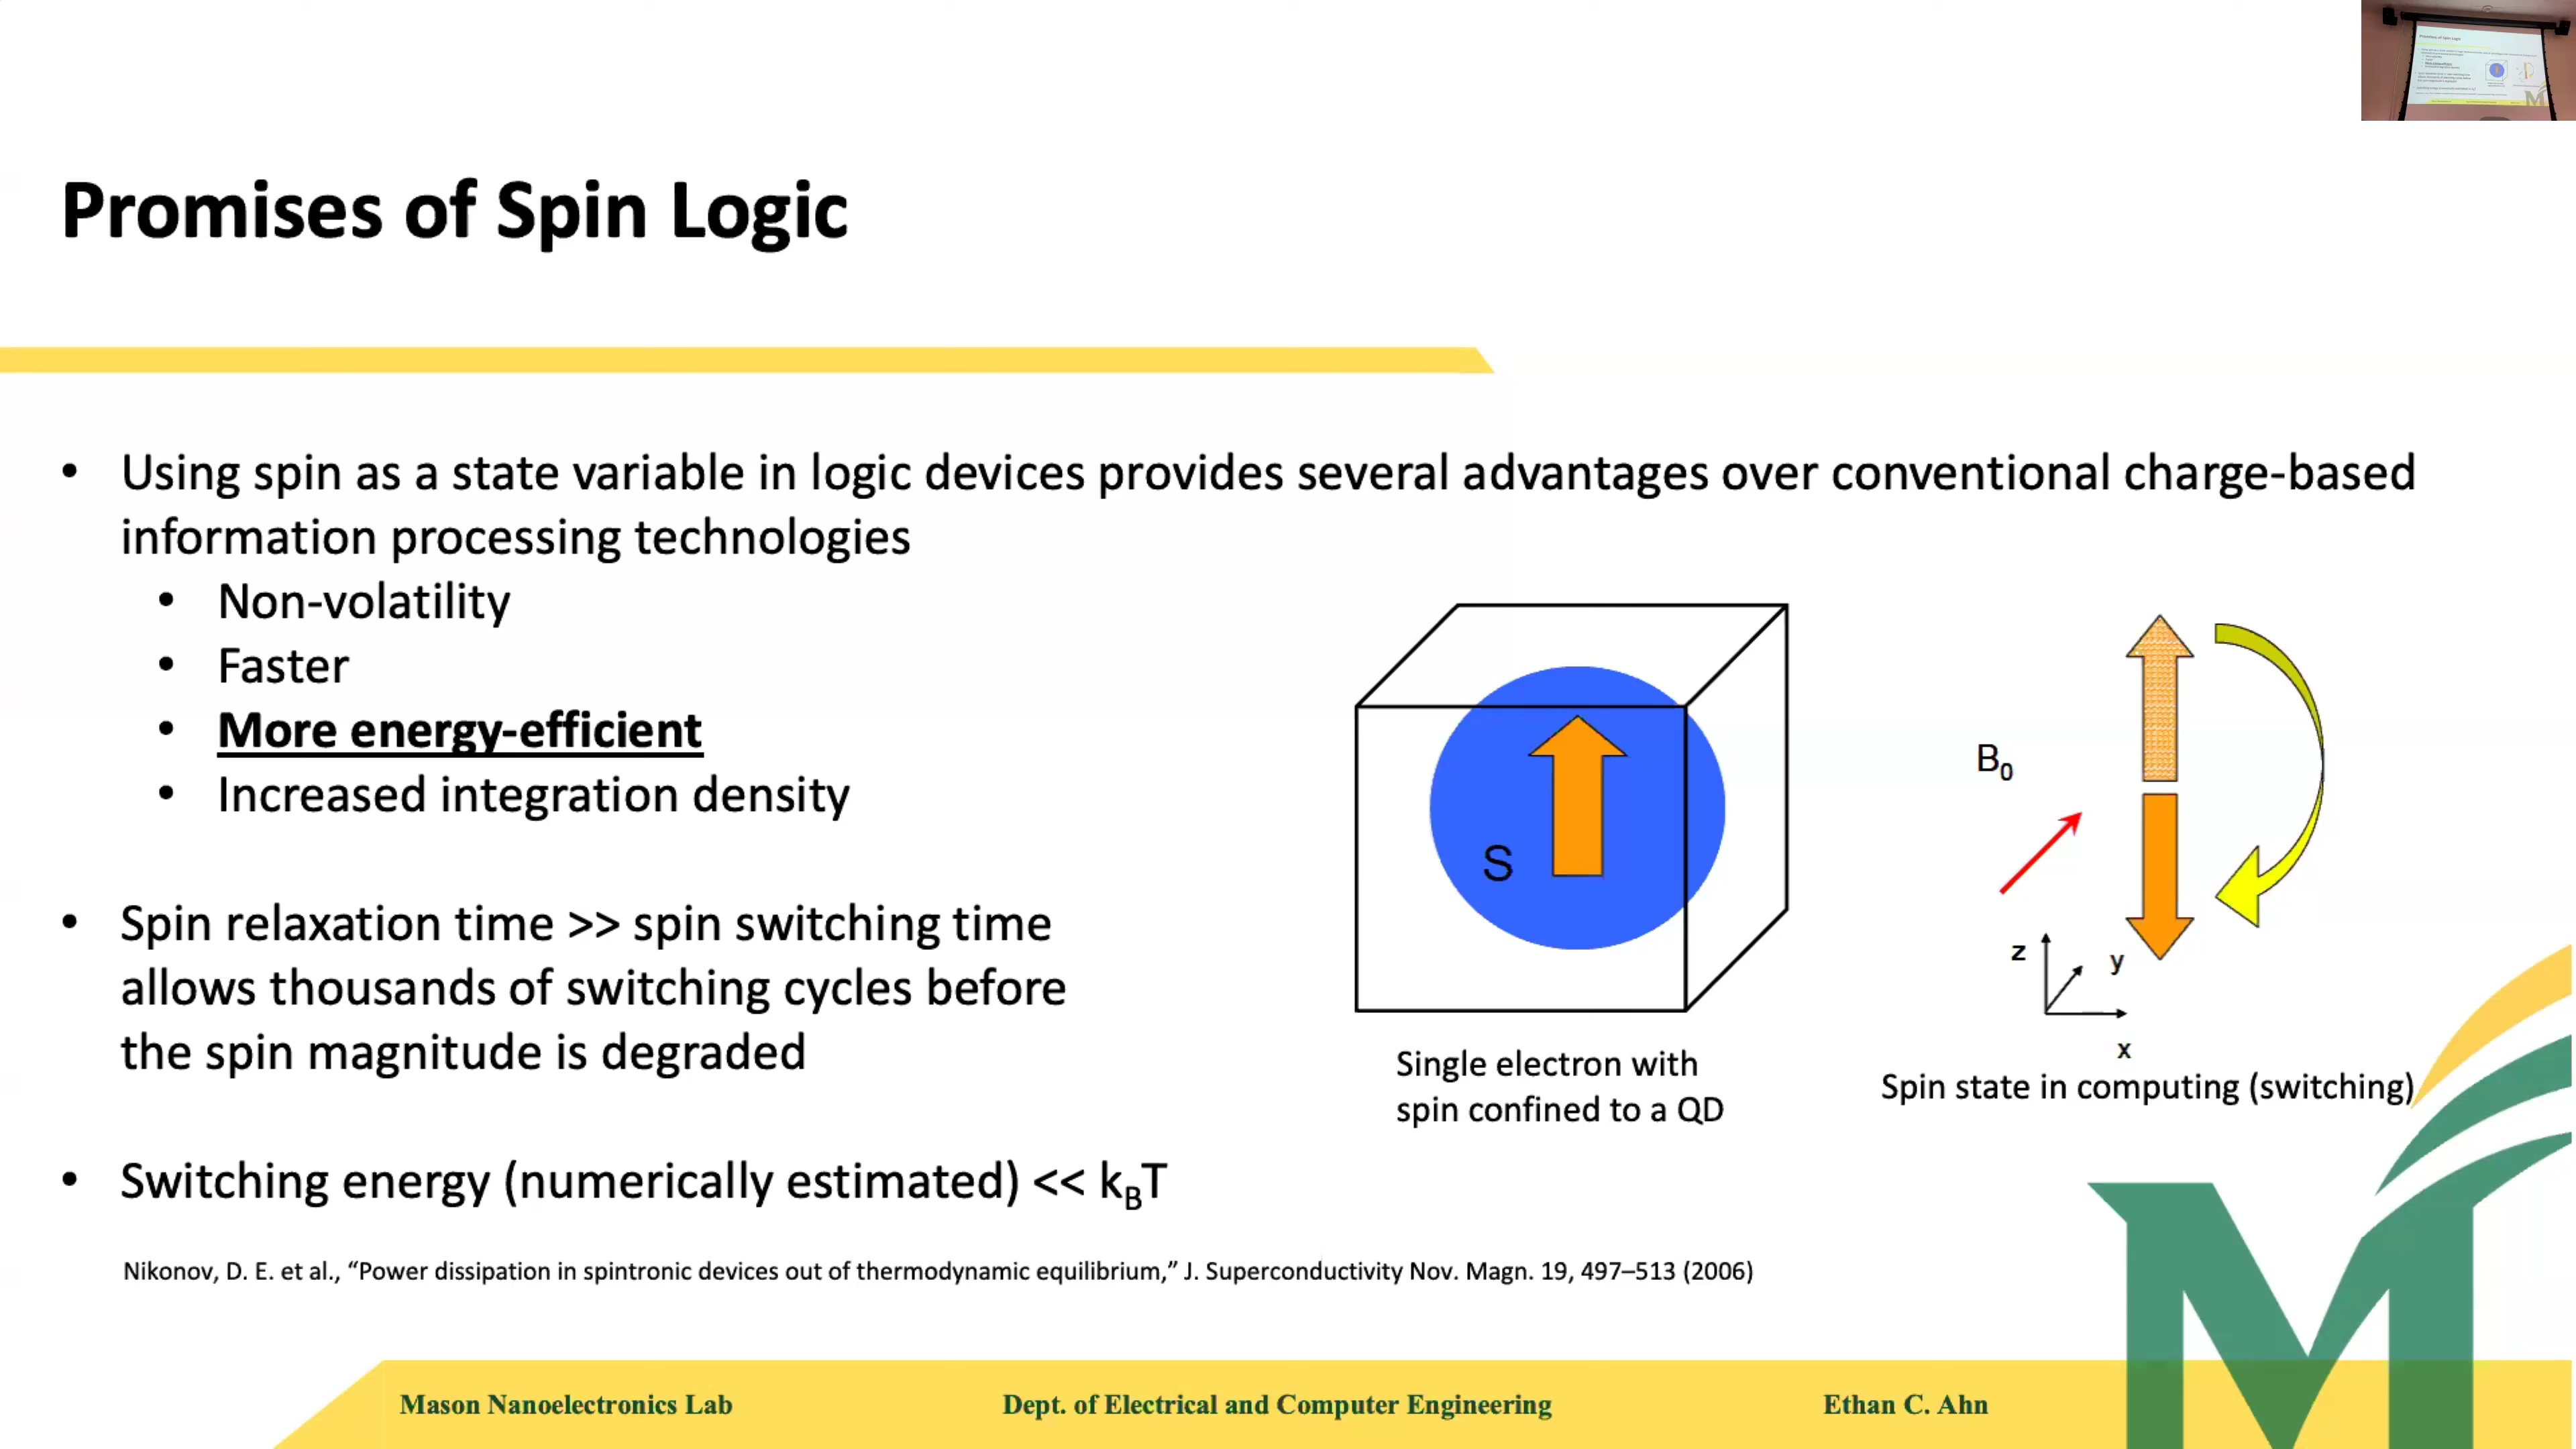 Promises of Spin Logic
• Using spin as a state variable in logic devices provides several advantages over conventional charge-based
information processing technologies
• Non-volatility
• Faster
• More energy-efficient
• Increased integration density
• Spin relaxation time >> spin switching time
allows thousands of switching cycles before
the spin magnitude is degraded
• Switching energy (numerically estimated) << kBT
Nikonov, D. E. et al., “Power dissipation in spintronic devices out of thermodynamic equilibrium,” J. Superconductivity Nov. Magn. 19, 497–513 (2006)
S
Single electron with
spin confined to a QD
B0
z
y
x
Spin state in computing (switching)
Mason Nanoelectronics Lab
Dept. of Electrical and Computer Engineering
Ethan C. Ahn
M